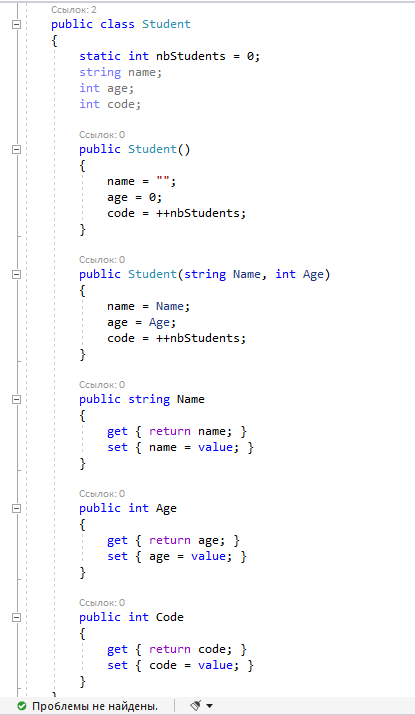 Ссылок: 2
public class Student
{
static int nbStudents = 0;
string name;
int age;
int code;
Ссылок: 0
public Student()
{
name = "";
age = 0;
code = ++nbStudents;
}
Ссылок: 0
public Student(string Name, int Age)
{
name = Name;
age = Age;
code = ++nbStudents;
}
Ссылок: 0
public string Name
{
get { return name; }
set { name = value; }
}
Ссылок: 0
public int Age
{
get { return age; }
set { age = value; }
}
Ссылок: 0
public int Code
{
get { return code; }
set { code = value; }
}
}
Проблемы не найдены.